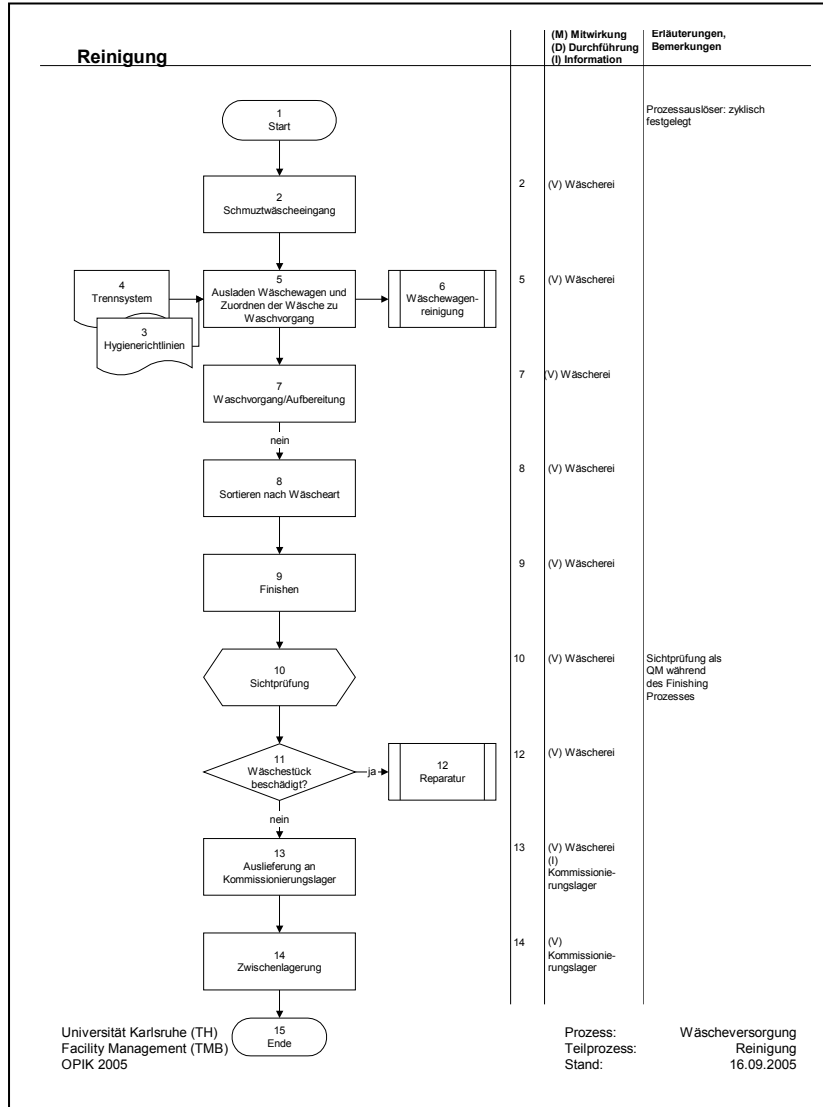 Reinigung
(M) Mitwirkung
(D) Durchführung
(I) Information
Erläuterungen,
Bemerkungen
1
Start
Prozessauslöser: zyklisch
festgelegt
2
Schmuztwäscheeingang
2
(V) Wäscherei
4
Trennsystem
3
Hygienerichtlinien
5
Ausladen Wäschewagen und
Zuordnen der Wäsche zu
Waschvorgang
6
Wäschewagen-
reinigung
5
(V) Wäscherei
7
Waschvorgang/Aufbereitung
7
(V) Wäscherei
nein
8
Sortieren nach Wäscheart
8
(V) Wäscherei
9
Finishen
9
(V) Wäscherei
10
Sichtprüfung
10
(V) Wäscherei
Sichtprüfung als
QM während
des Finishing
Prozesses
11
Wäschestück
beschädigt?
ja
12
Reparatur
12
(V) Wäscherei
nein
13
Auslieferung an
Kommissionierungslager
13
(V) Wäscherei
(I)
Kommissionie-
rungslager
14
Zwischenlagerung
14
(V)
Kommissionie-
rungslager
15
Ende
Universität Karlsruhe (TH)
Facility Management (TMB)
OPIK 2005
Prozess: Wäscheversorgung
Teilprozess: Reinigung
Stand: 16.09.2005